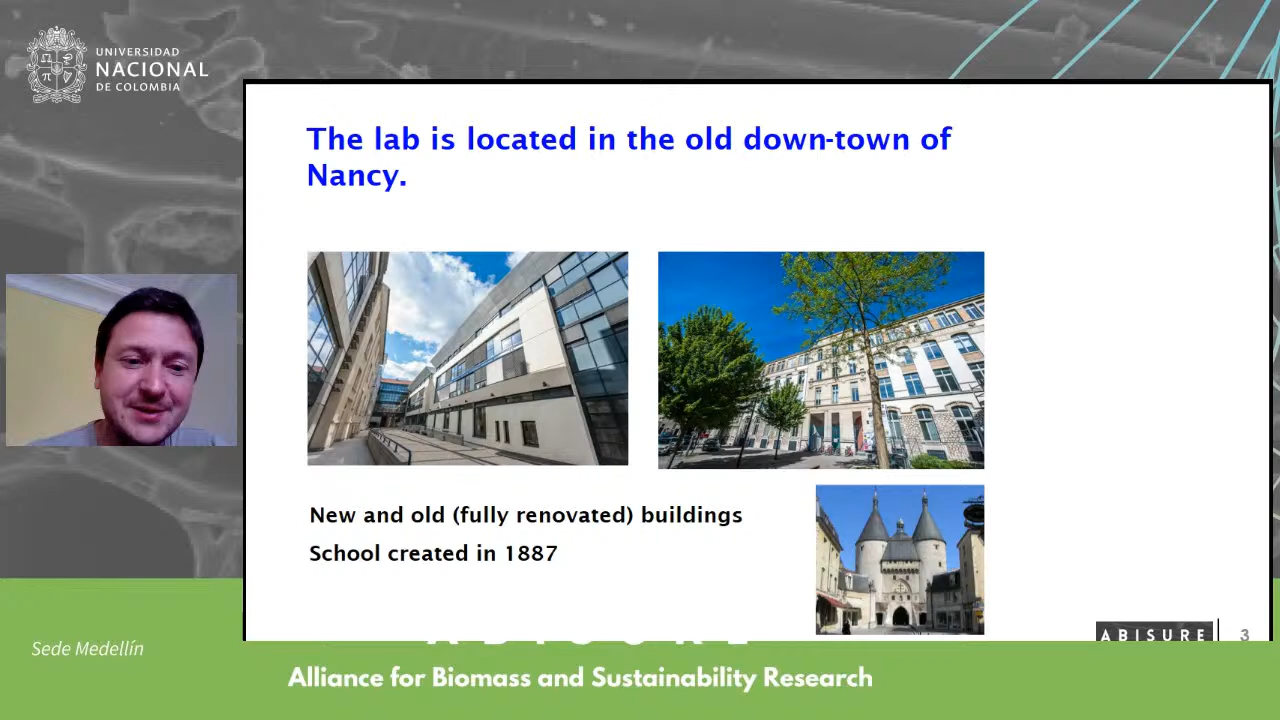 UNIVERSIDAD
NACIONAL
DE COLOMBIA
The lab is located in the old down-town of
Nancy.
New and old (fully renovated) buildings
School created in 1887
ABISURE
3
Sede Medellín
ABISURE
Alliance for Biomass and Sustainability Research